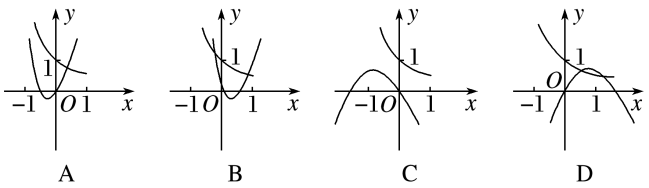 y y y y
1 1 1 1
−1 O 1 x −1 O 1 x −1 O 1 x −1 O 1 x
A B C D